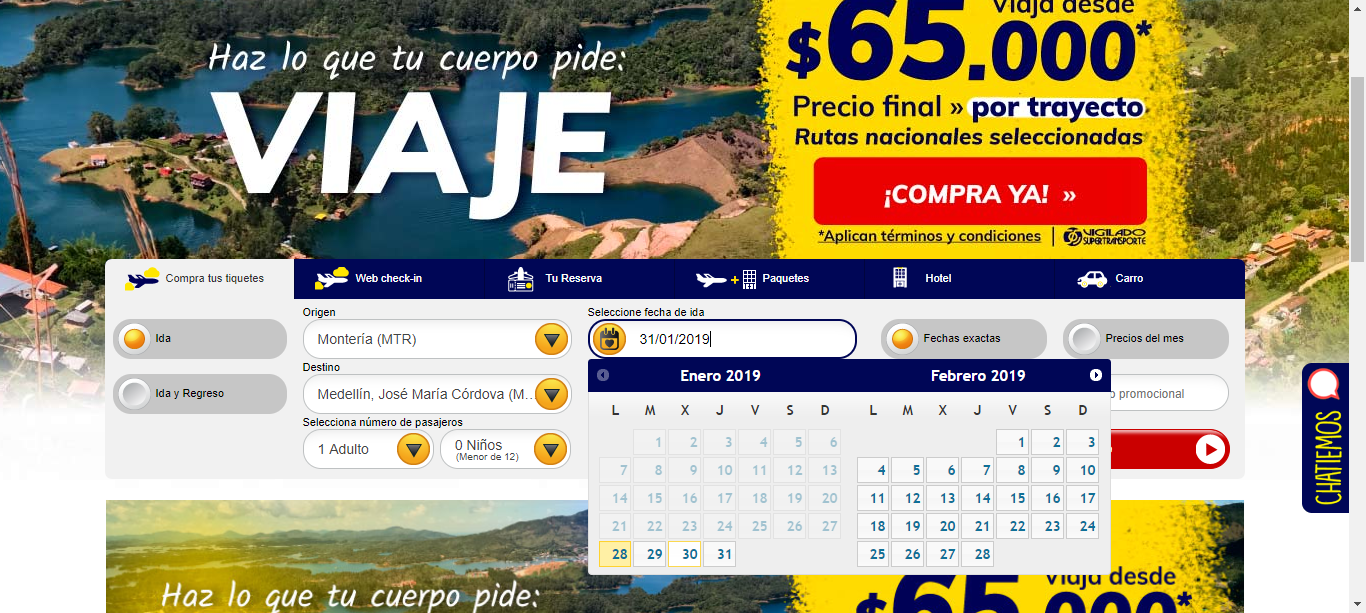 Viaja desde
Haz lo que tu cuerpo pide:
$65.000*
VIAJE
Precio final » por trayecto
Rutas nacionales seleccionadas
¡COMPRA YA! »
*Aplican términos y condiciones | VIGILADO
SUPERTRANSPORTE
Compra tus tiquetes
Web check-in
Tu Reserva
Paquetes
Hotel
Carro
Origen
Seleccione fecha de ida
Ida
Montería (MTR)
31/01/2019
Fechas exactas
Precios del mes
Destino
Ida y Regreso
Medellín, José María Córdova (M...
promocional
Selecciona número de pasajeros
1 Adulto
0 Niños
(Menor de 12)
Enero 2019
L M X J V S D
1 2 3 4 5 6
7 8 9 10 11 12 13
14 15 16 17 18 19 20
21 22 23 24 25 26 27
28 29 30 31
Febrero 2019
L M X J V S D
1 2 3
4 5 6 7 8 9 10
11 12 13 14 15 16 17
18 19 20 21 22 23 24
25 26 27 28
CHATIEMOS
Viaja desde
Haz lo que tu cuerpo pide:
$65.000*